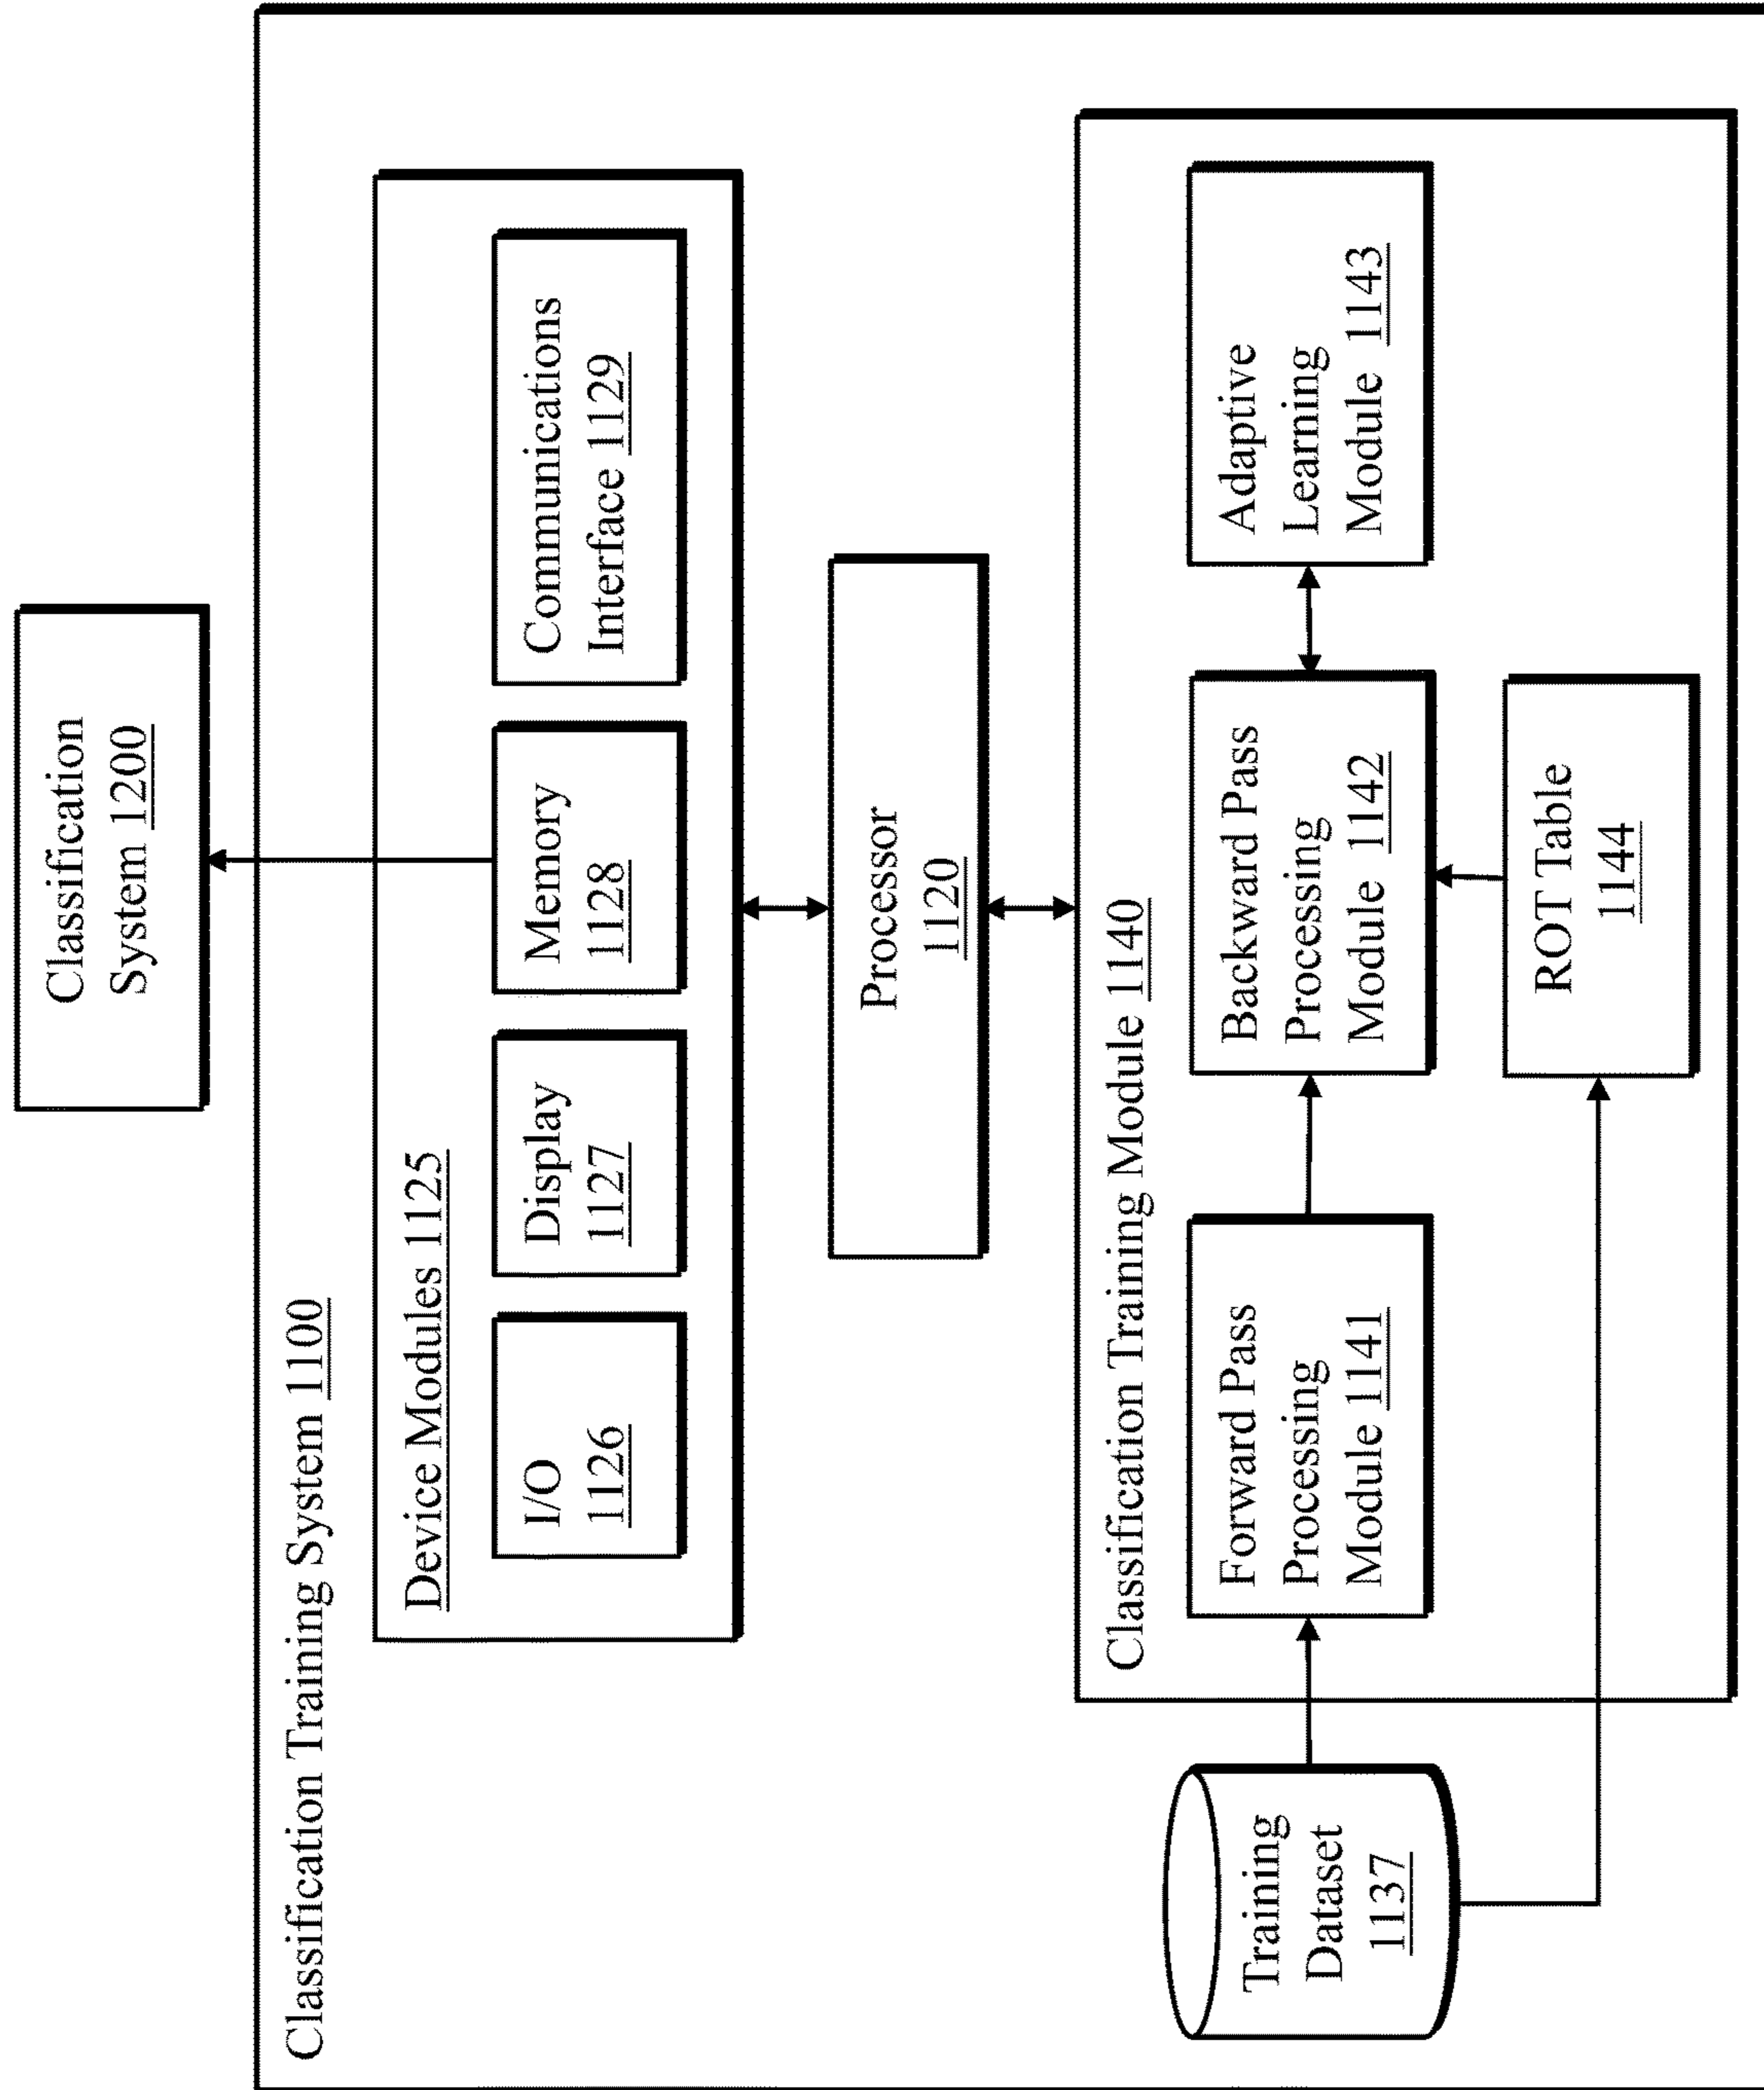 Classification
System 1200
Classification Training System 1100
Device Modules 1125
I/O
1126
Display
1127
Memory
1128
Communications
Interface 1129
Processor
1120
Classification Training Module 1140
Training
Dataset
1137
Forward Pass
Processing
Module 1141
Backward Pass
Processing
Module 1142
Adaptive
Learning
Module 1143
ROT Table
1144